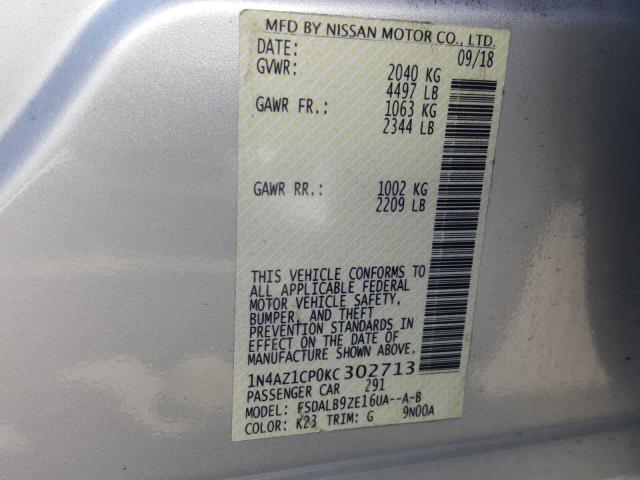 MFD BY NISSAN MOTOR CO., LTD.
DATE: 09/18
GVWR: 2040 KG
4497 LB
GAWR FR.: 1063 KG
2344 LB
GAWR RR.: 1002 KG
2209 LB
THIS VEHICLE CONFORMS TO
ALL APPLICABLE FEDERAL
MOTOR VEHICLE SAFETY,
BUMPER, AND THEFT
PREVENTION STANDARDS IN
EFFECT ON THE DATE OF
MANUFACTURE SHOWN ABOVE.
1N4AZ1CP0KC302713
PASSENGER CAR 291
MODEL: FSDALB9ZE16UA--A-B
COLOR: K23 TRIM: G 9N00A